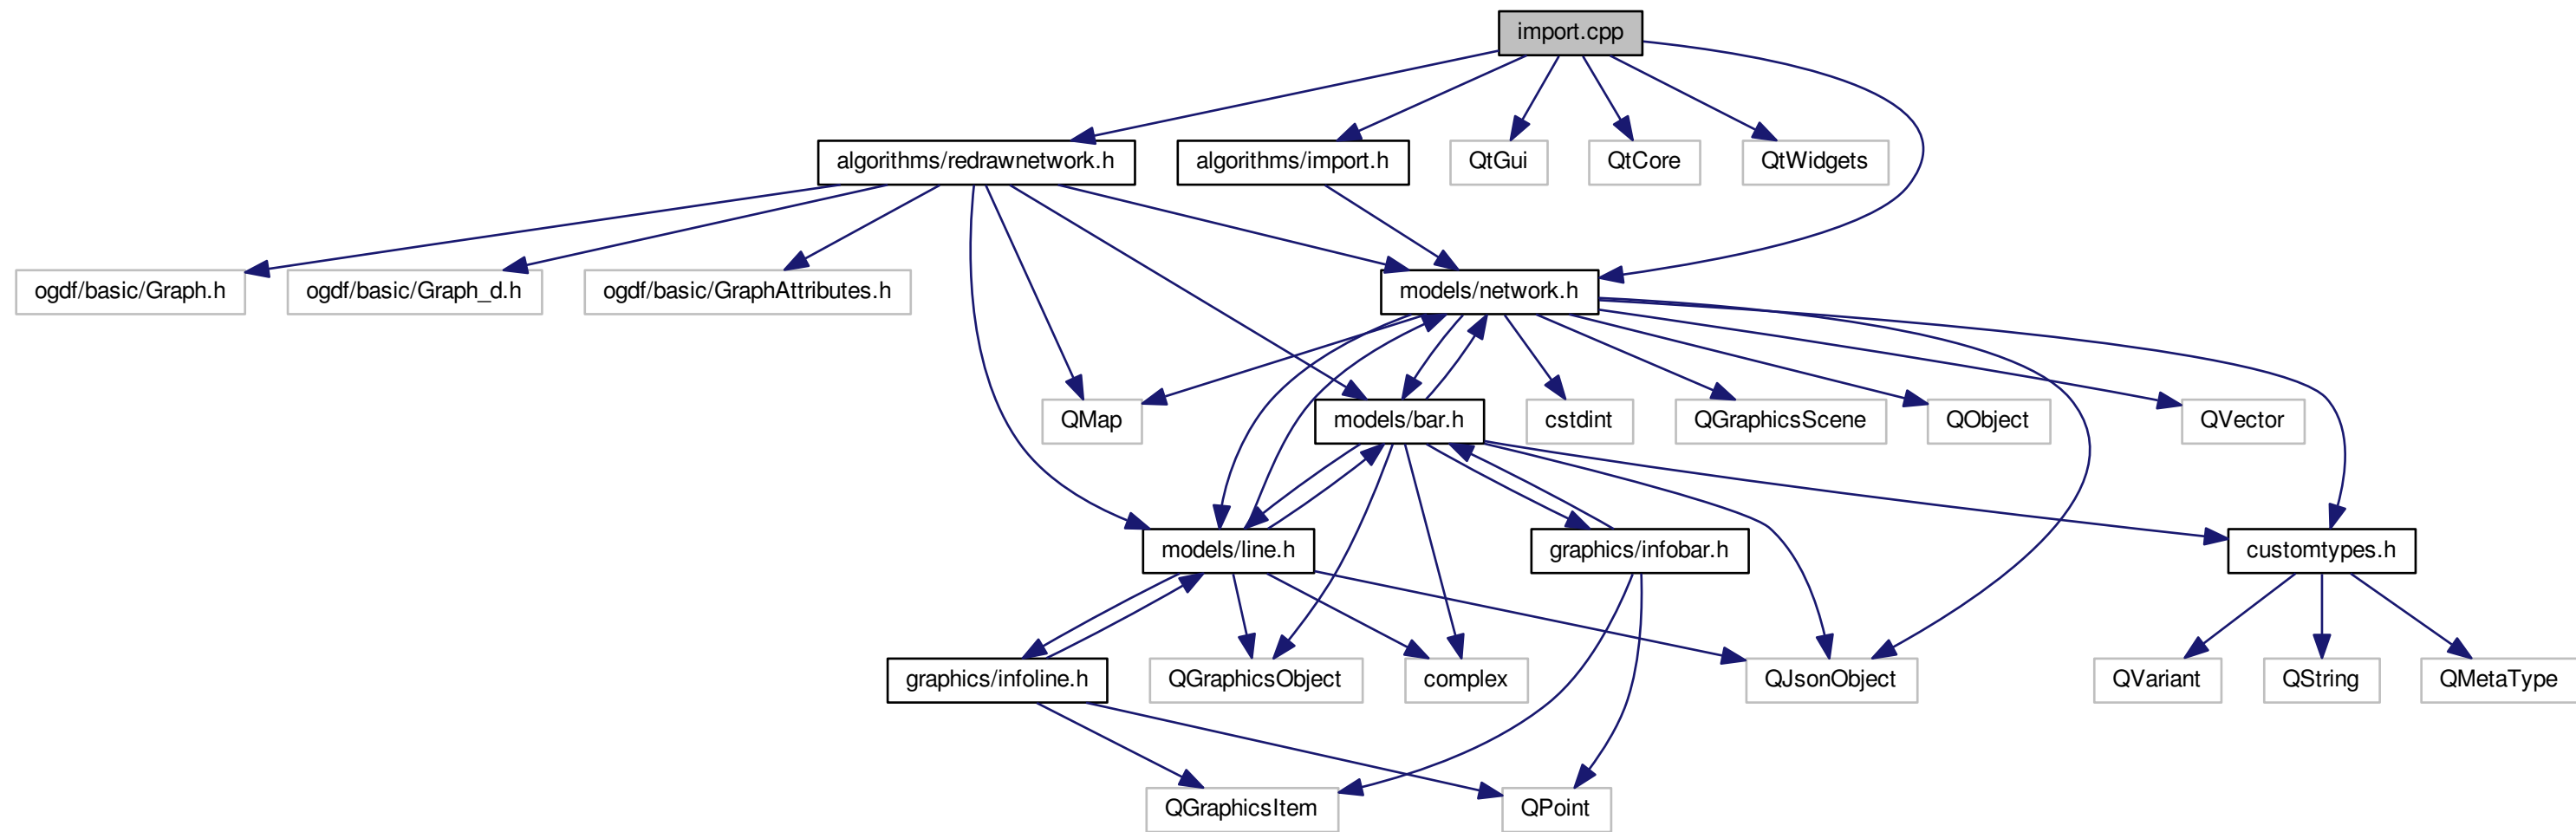 import.cpp
algorithms/redrawnetwork.h
algorithms/import.h
QtGui
QtCore
QtWidgets
ogdf/basic/Graph.h
ogdf/basic/Graph_d.h
ogdf/basic/GraphAttributes.h
models/network.h
QMap
models/bar.h
cstdint
QGraphicsScene
QObject
QVector
models/line.h
graphics/infobar.h
customtypes.h
graphics/infoline.h
QGraphicsObject
complex
QJsonObject
QVariant
QString
QMetaType
QGraphicsItem
QPoint